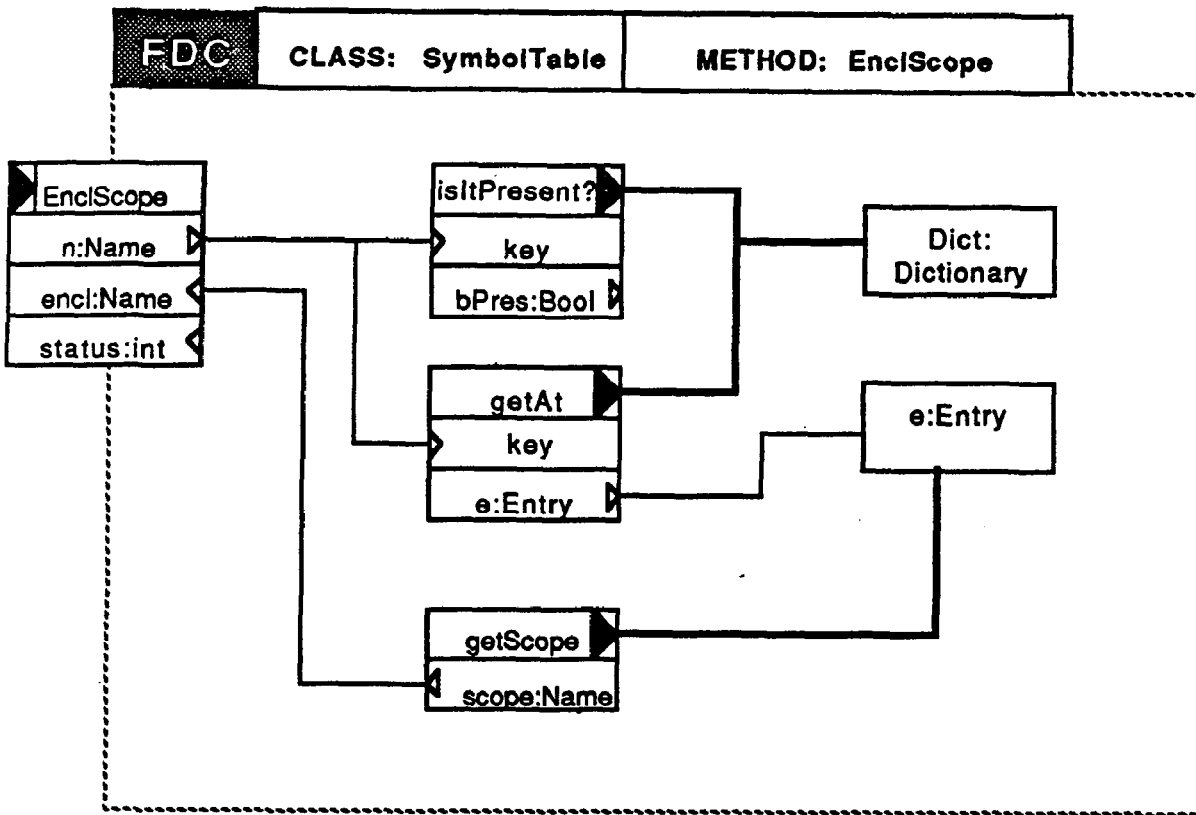 FDC
CLASS: SymbolTable
METHOD: EnclScope
EnclScope
n:Name
encl:Name
status:int
isItPresent?
key
bPres:Bool
getAt
key
e:Entry
getScope
scope:Name
Dict:
Dictionary
e:Entry